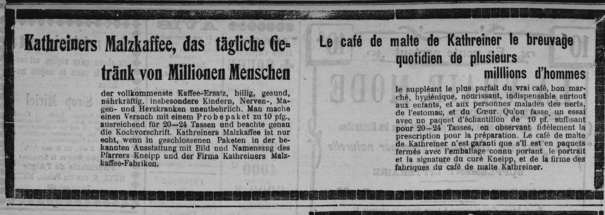 Kathreiners Malzkaffee, das tägliche Ge-
tränk von Millionen Menschen
der vollkommenste Kaffee-Ersatz, billig, gesund,
nährkräftig, insbesondere Kindern, Nerven-, Ma-
gen- und Herzkranken unentbehrlich. Man mache
einen Versuch mit einem Probepaket zu 10 pfg.,
ausreichend für 20—24 Tassen und beachte genau
die Kochvorschrift. Kathreiners Malzkaffee ist nur
echt, wenn in geschlossenen Paketen in der be-
kannten Ausstattung mit Bild und Namenszug des
Pfarrers Kneipp und der Firma Kathreiners Malz-
kaffee-Fabriken.
Le café de malte de Kathreiner le breuvage
quotidien de plusieurs
milllions d'hommes
le suppléant le plus parfait du vrai café, bon mar-
ché, hygiénique, nourissant, indispensable surtout
aux enfants, et aux personnes malades des nerfs,
de l'estomac, et du Cœur. Qu'on fasse, un essai
avec un paquet d'échantillon de 10 pf. suffisant
pour 20—24 Tasses, en observant fidèlement la
prescription pour la préparation. Le café de malte
de Kathreiner n'est garanti que s'il est en paquets
fermés avec l'emballage connu portant le portrait
et la signature du curé Kneipp, et de la firme des
fabriques du café de malte Kathreiner.